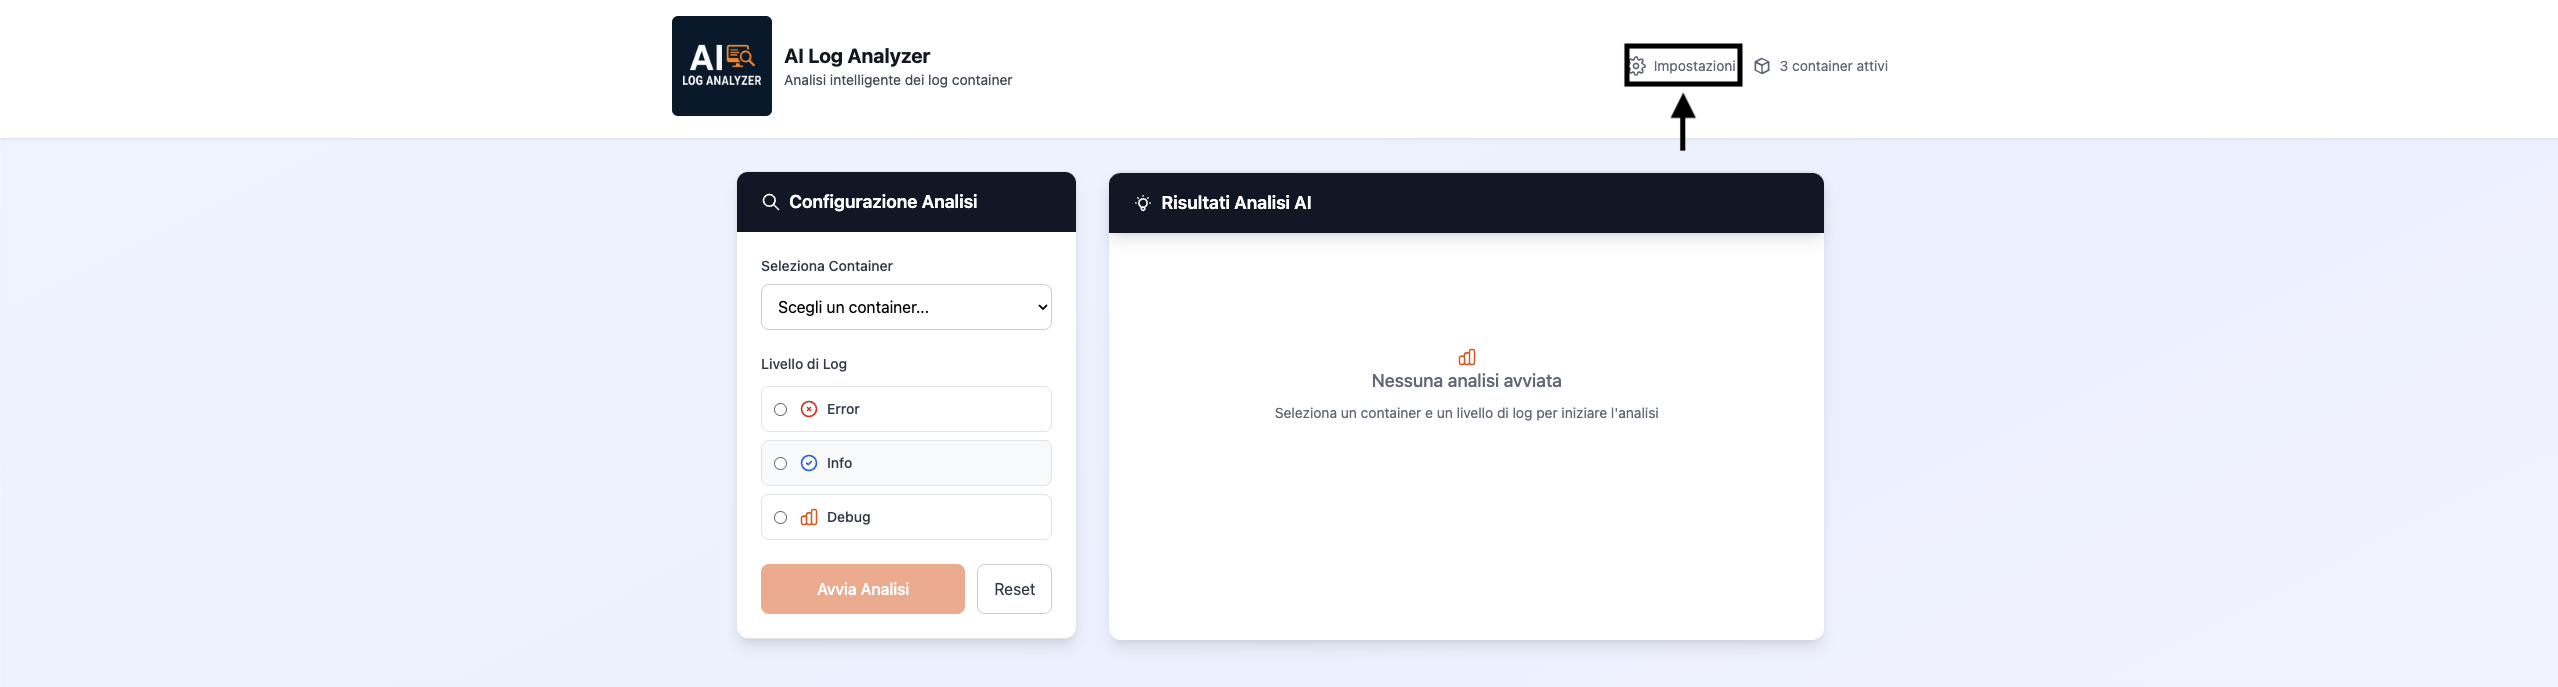 AI
LOG ANALYZER
AI Log Analyzer
Analisi intelligente dei log container
Impostazioni
3 container attivi
Configurazione Analisi
Seleziona Container
Scegli un container...
Livello di Log
Error
Info
Debug
Avvia Analisi
Reset
Risultati Analisi AI
Nessuna analisi avviata
Seleziona un container e un livello di log per iniziare l'analisi